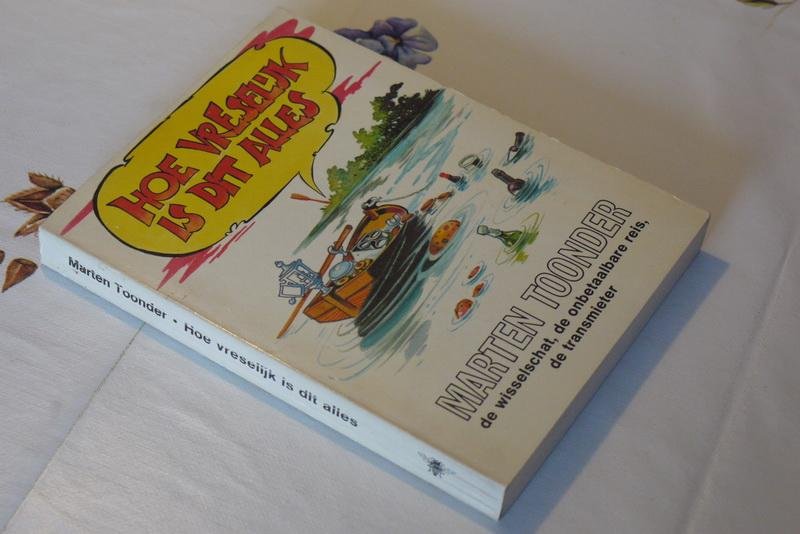 HOE VRESELIJK
IS DIT ALLES
MARTEN TOONDER
de wisselschat, de onbetaalbare reis,
de transmieter
Marten Toonder • Hoe vreselijk is dit alles